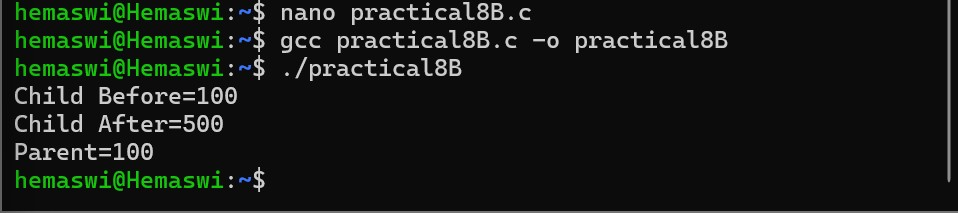 hemaswi@Hemaswi:~$ nano practical8B.c
hemaswi@Hemaswi:~$ gcc practical8B.c -o practical8B
hemaswi@Hemaswi:~$ ./practical8B
Child Before=100
Child After=500
Parent=100
hemaswi@Hemaswi:~$